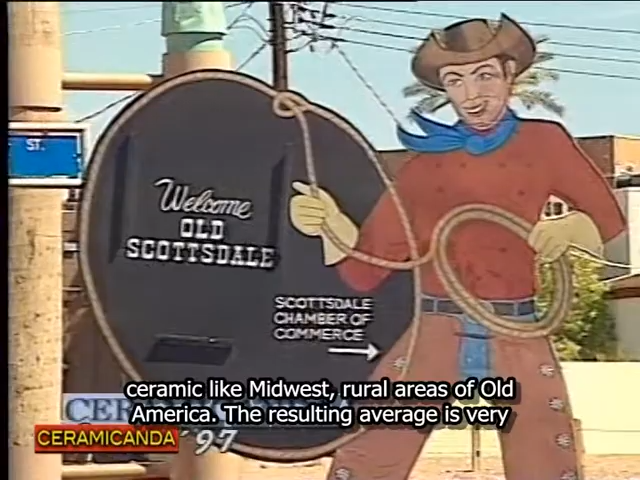 ST.
Welcome
OLD
SCOTTSDALE
SCOTTSDALE
CHAMBER OF
COMMERCE
ceramic like Midwest, rural areas of Old
America. The resulting average is very
CERAMICANDA
'97